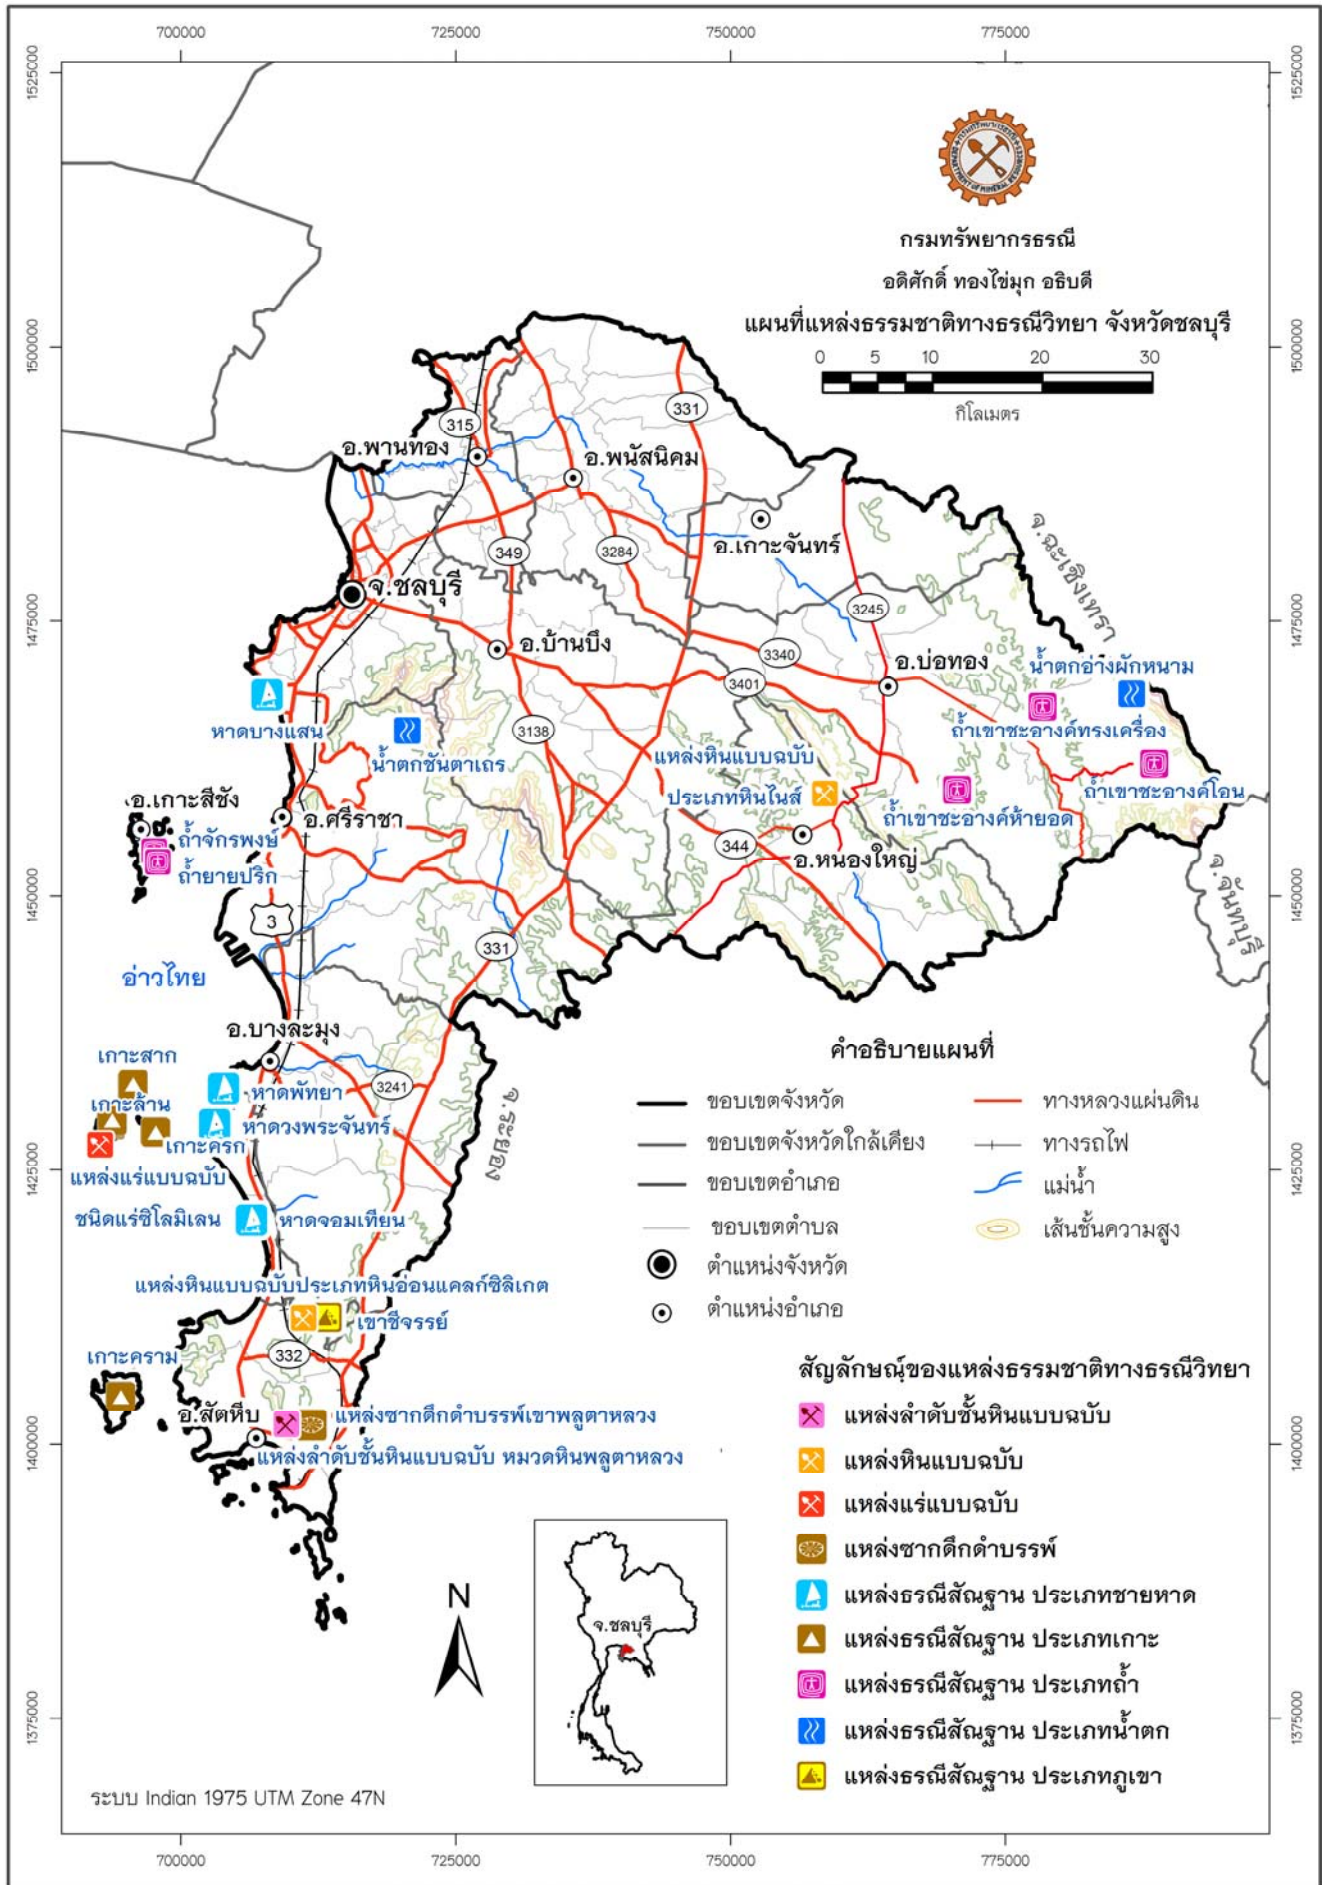 700000 725000 750000 775000
1525000 1525000
กรมทรัพยากรธรณี
DEPARTMENT OF MINERAL RESOURCES
กรมทรัพยากรธรณี
อดิศักดิ์ ทองไข่มุก อธิบดี
แผนที่แหล่งธรรมชาติทางธรณีวิทยา จังหวัดชลบุรี
0 5 10 20 30
กิโลเมตร
1500000 1500000
331
315
อ.พานทอง
อ.พนัสนิคม
อ.เกาะจันทร์
349
3284
จ.ฉะเชิงเทรา
จ.ชลบุรี
3245
1475000 1475000
อ.บ้านบึง
3340
อ.บ่อทอง
น้ำตกอ่างผักหนาม
3401
หาดบางแสน
3138
ถ้ำเขาชะอางค์ทรงเครื่อง
น้ำตกชันตาเถร
แหล่งหินแบบฉบับ
ประเภทหินไนส์
ถ้ำเขาชะอางค์โอน
อ.เกาะสีชัง
อ.ศรีราชา
ถ้ำเขาชะอางค์ห้ายอด
ถ้ำจักรพงษ์
344
อ.หนองใหญ่
ถ้ำยายปริก
จ.จันทบุรี
1450000 1450000
3
331
อ่าวไทย
อ.บางละมุง
คำอธิบายแผนที่
เกาะสาก
3241
หาดพัทยา
เกาะล้าน
หาดวงพระจันทร์
เกาะครก
จ.ระยอง
ขอบเขตจังหวัด
ทางหลวงแผ่นดิน
ขอบเขตจังหวัดใกล้เคียง
ทางรถไฟ
ขอบเขตอำเภอ
แม่น้ำ
ขอบเขตตำบล
เส้นชั้นความสูง
ตำแหน่งจังหวัด
ตำแหน่งอำเภอ
1425000 1425000
แหล่งแร่แบบฉบับ
ชนิดแร่ซิโลมิเลน
หาดจอมเทียน
แหล่งหินแบบฉบับประเภทหินอ่อนแคลก์ซิลิเกต
เขาชีจรรย์
332
เกาะคราม
อ.สัตหีบ
แหล่งซากดึกดำบรรพ์เขาพลูตาหลวง
แหล่งลำดับชั้นหินแบบฉบับ หมวดหินพลูตาหลวง
1400000 1400000
สัญลักษณ์ของแหล่งธรรมชาติทางธรณีวิทยา
แหล่งลำดับชั้นหินแบบฉบับ
แหล่งหินแบบฉบับ
แหล่งแร่แบบฉบับ
แหล่งซากดึกดำบรรพ์
แหล่งธรณีสัณฐาน ประเภทชายหาด
แหล่งธรณีสัณฐาน ประเภทเกาะ
แหล่งธรณีสัณฐาน ประเภทถ้ำ
แหล่งธรณีสัณฐาน ประเภทน้ำตก
แหล่งธรณีสัณฐาน ประเภทภูเขา
N
จ.ชลบุรี
1375000 1375000
ระบบ Indian 1975 UTM Zone 47N
700000 725000 750000 775000